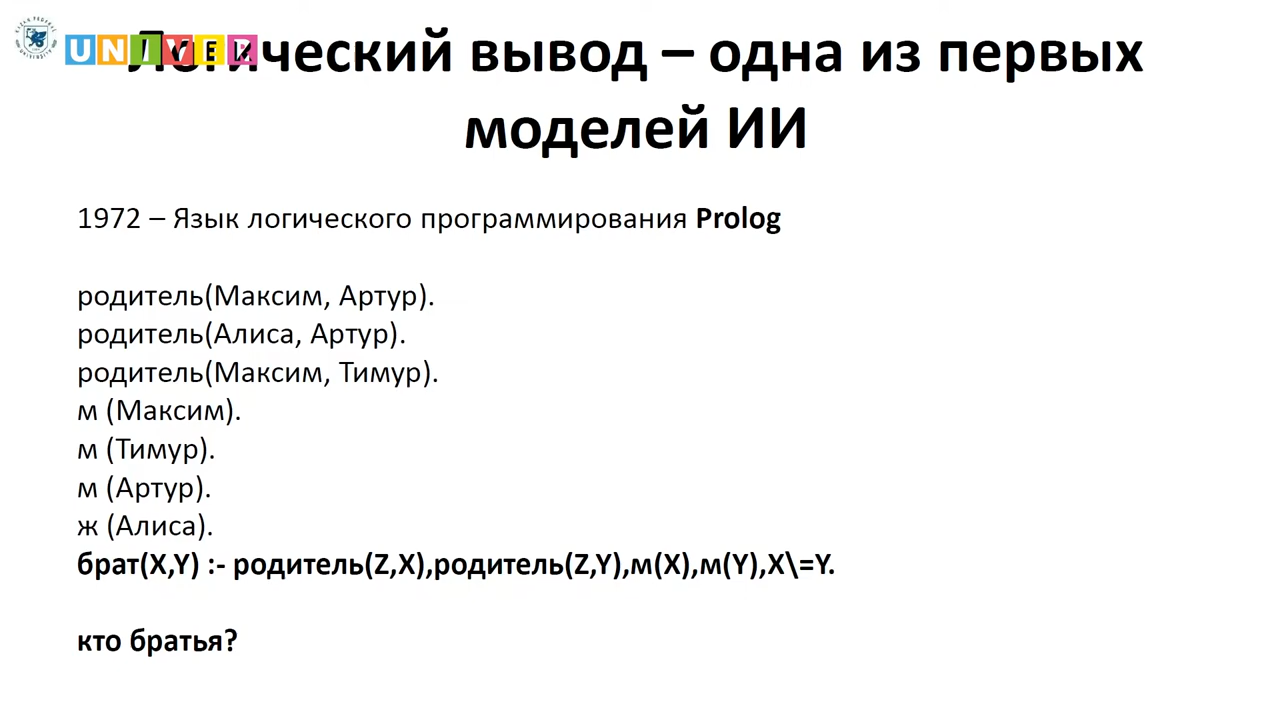 UNIVER
Логический вывод – одна из первых
моделей ИИ
1972 – Язык логического программирования Prolog
родитель(Максим, Артур).
родитель(Алиса, Артур).
родитель(Максим, Тимур).
м (Максим).
м (Тимур).
м (Артур).
ж (Алиса).
брат(X,Y) :- родитель(Z,X),родитель(Z,Y),м(X),м(Y),X\=Y.
кто братья?